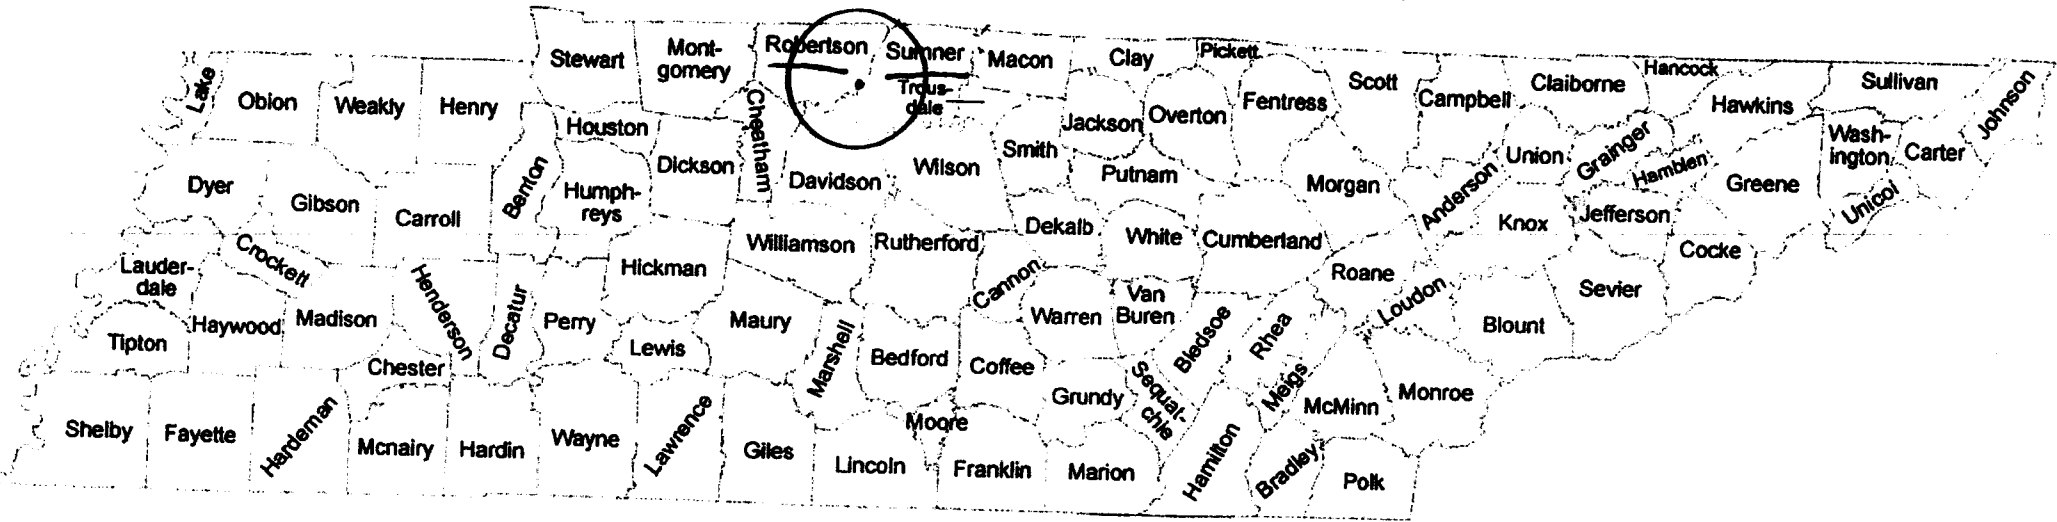 Stewart
Mont-
gomery
Robertson
Sumner
Macon
Clay
Pickett
Scott
Campbell
Claiborne
Hancock
Hawkins
Sullivan
Johnson
Lake
Obion
Weakly
Henry
Houston
Cheatham
Trous-
dale
Jackson
Overton
Fentress
Union
Grainger
Hamblen
Greene
Wash-
ington
Carter
Unicoi
Dyer
Gibson
Carroll
Benton
Humph-
reys
Dickson
Davidson
Wilson
Smith
Putnam
Morgan
Anderson
Knox
Jefferson
Cocke
Lauder-
dale
Crockett
Henderson
Decatur
Perry
Hickman
Williamson
Rutherford
Cannon
Dekalb
White
Cumberland
Roane
Loudon
Blount
Sevier
Tipton
Haywood
Madison
Chester
Lewis
Maury
Marshall
Bedford
Coffee
Warren
Van
Buren
Bledsoe
Rhea
Meigs
McMinn
Monroe
Shelby
Fayette
Hardeman
Mcnairy
Hardin
Wayne
Lawrence
Giles
Lincoln
Moore
Franklin
Grundy
Marion
Sequat-
chie
Hamilton
Bradley
Polk